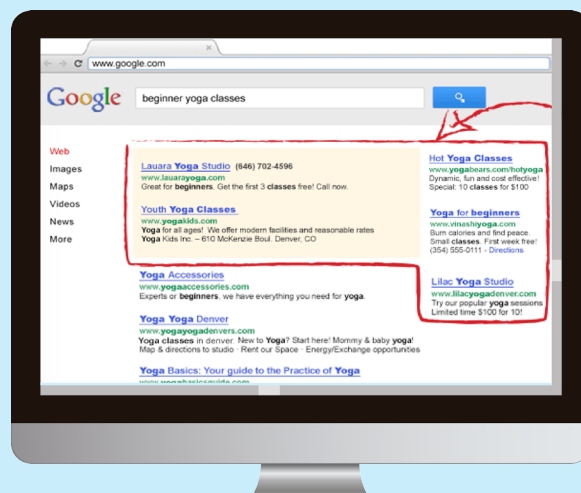 www.google.com
Google
beginner yoga classes
Web
Images
Maps
Videos
News
More
Lauara Yoga Studio (646) 702-4596
www.lauarayoga.com
Great for beginners. Get the first 3 classes free! Call now.
Youth Yoga Classes
www.yogakids.com
Yoga for all ages! We offer modern facilities and reasonable rates
Yoga Kids Inc. – 610 McKenzie Boul. Denver, CO
Yoga Accessories
www.yogaaccessories.com
Experts or beginners, we have everything you need for yoga.
Yoga Yoga Denver
www.yogayogadenvers.com
Yoga classes in denver. New to Yoga? Start here! Mommy & baby yoga!
Map & directions to studio · Rent our Space · Energy/Exchange opportunities
Yoga Basics: Your guide to the Practice of Yoga
www.yogabasicsguide.com
Hot Yoga Classes
www.yogabears.com/hotyoga
Dynamic, fun and cost effective!
Special: 10 classes for $100
Yoga for beginners
www.vinashiyoga.com
Burn calories and find peace.
Small classes. First week free!
(354) 555-0111 - Directions
Lilac Yoga Studio
www.lilacyogadenver.com
Try our popular yoga sessions
Limited time $100 for 10!